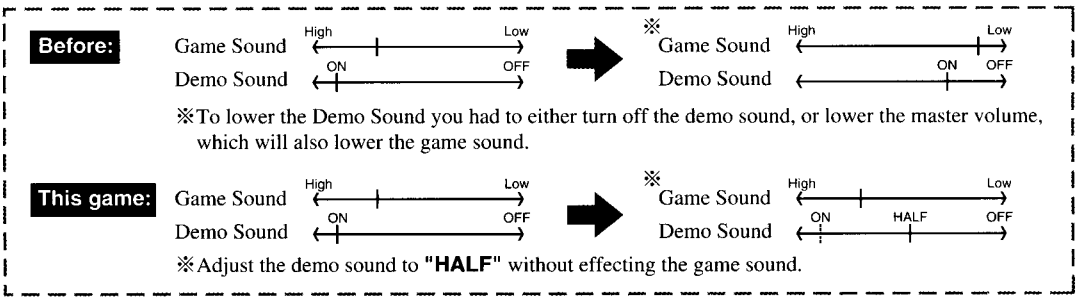 Before:
Game Sound High Low
Demo Sound ON OFF
※
Game Sound High Low
Demo Sound ON OFF
※To lower the Demo Sound you had to either turn off the demo sound, or lower the master volume,
which will also lower the game sound.
This game:
Game Sound High Low
Demo Sound ON OFF
※
Game Sound High Low
Demo Sound ON HALF OFF
※Adjust the demo sound to "HALF" without effecting the game sound.